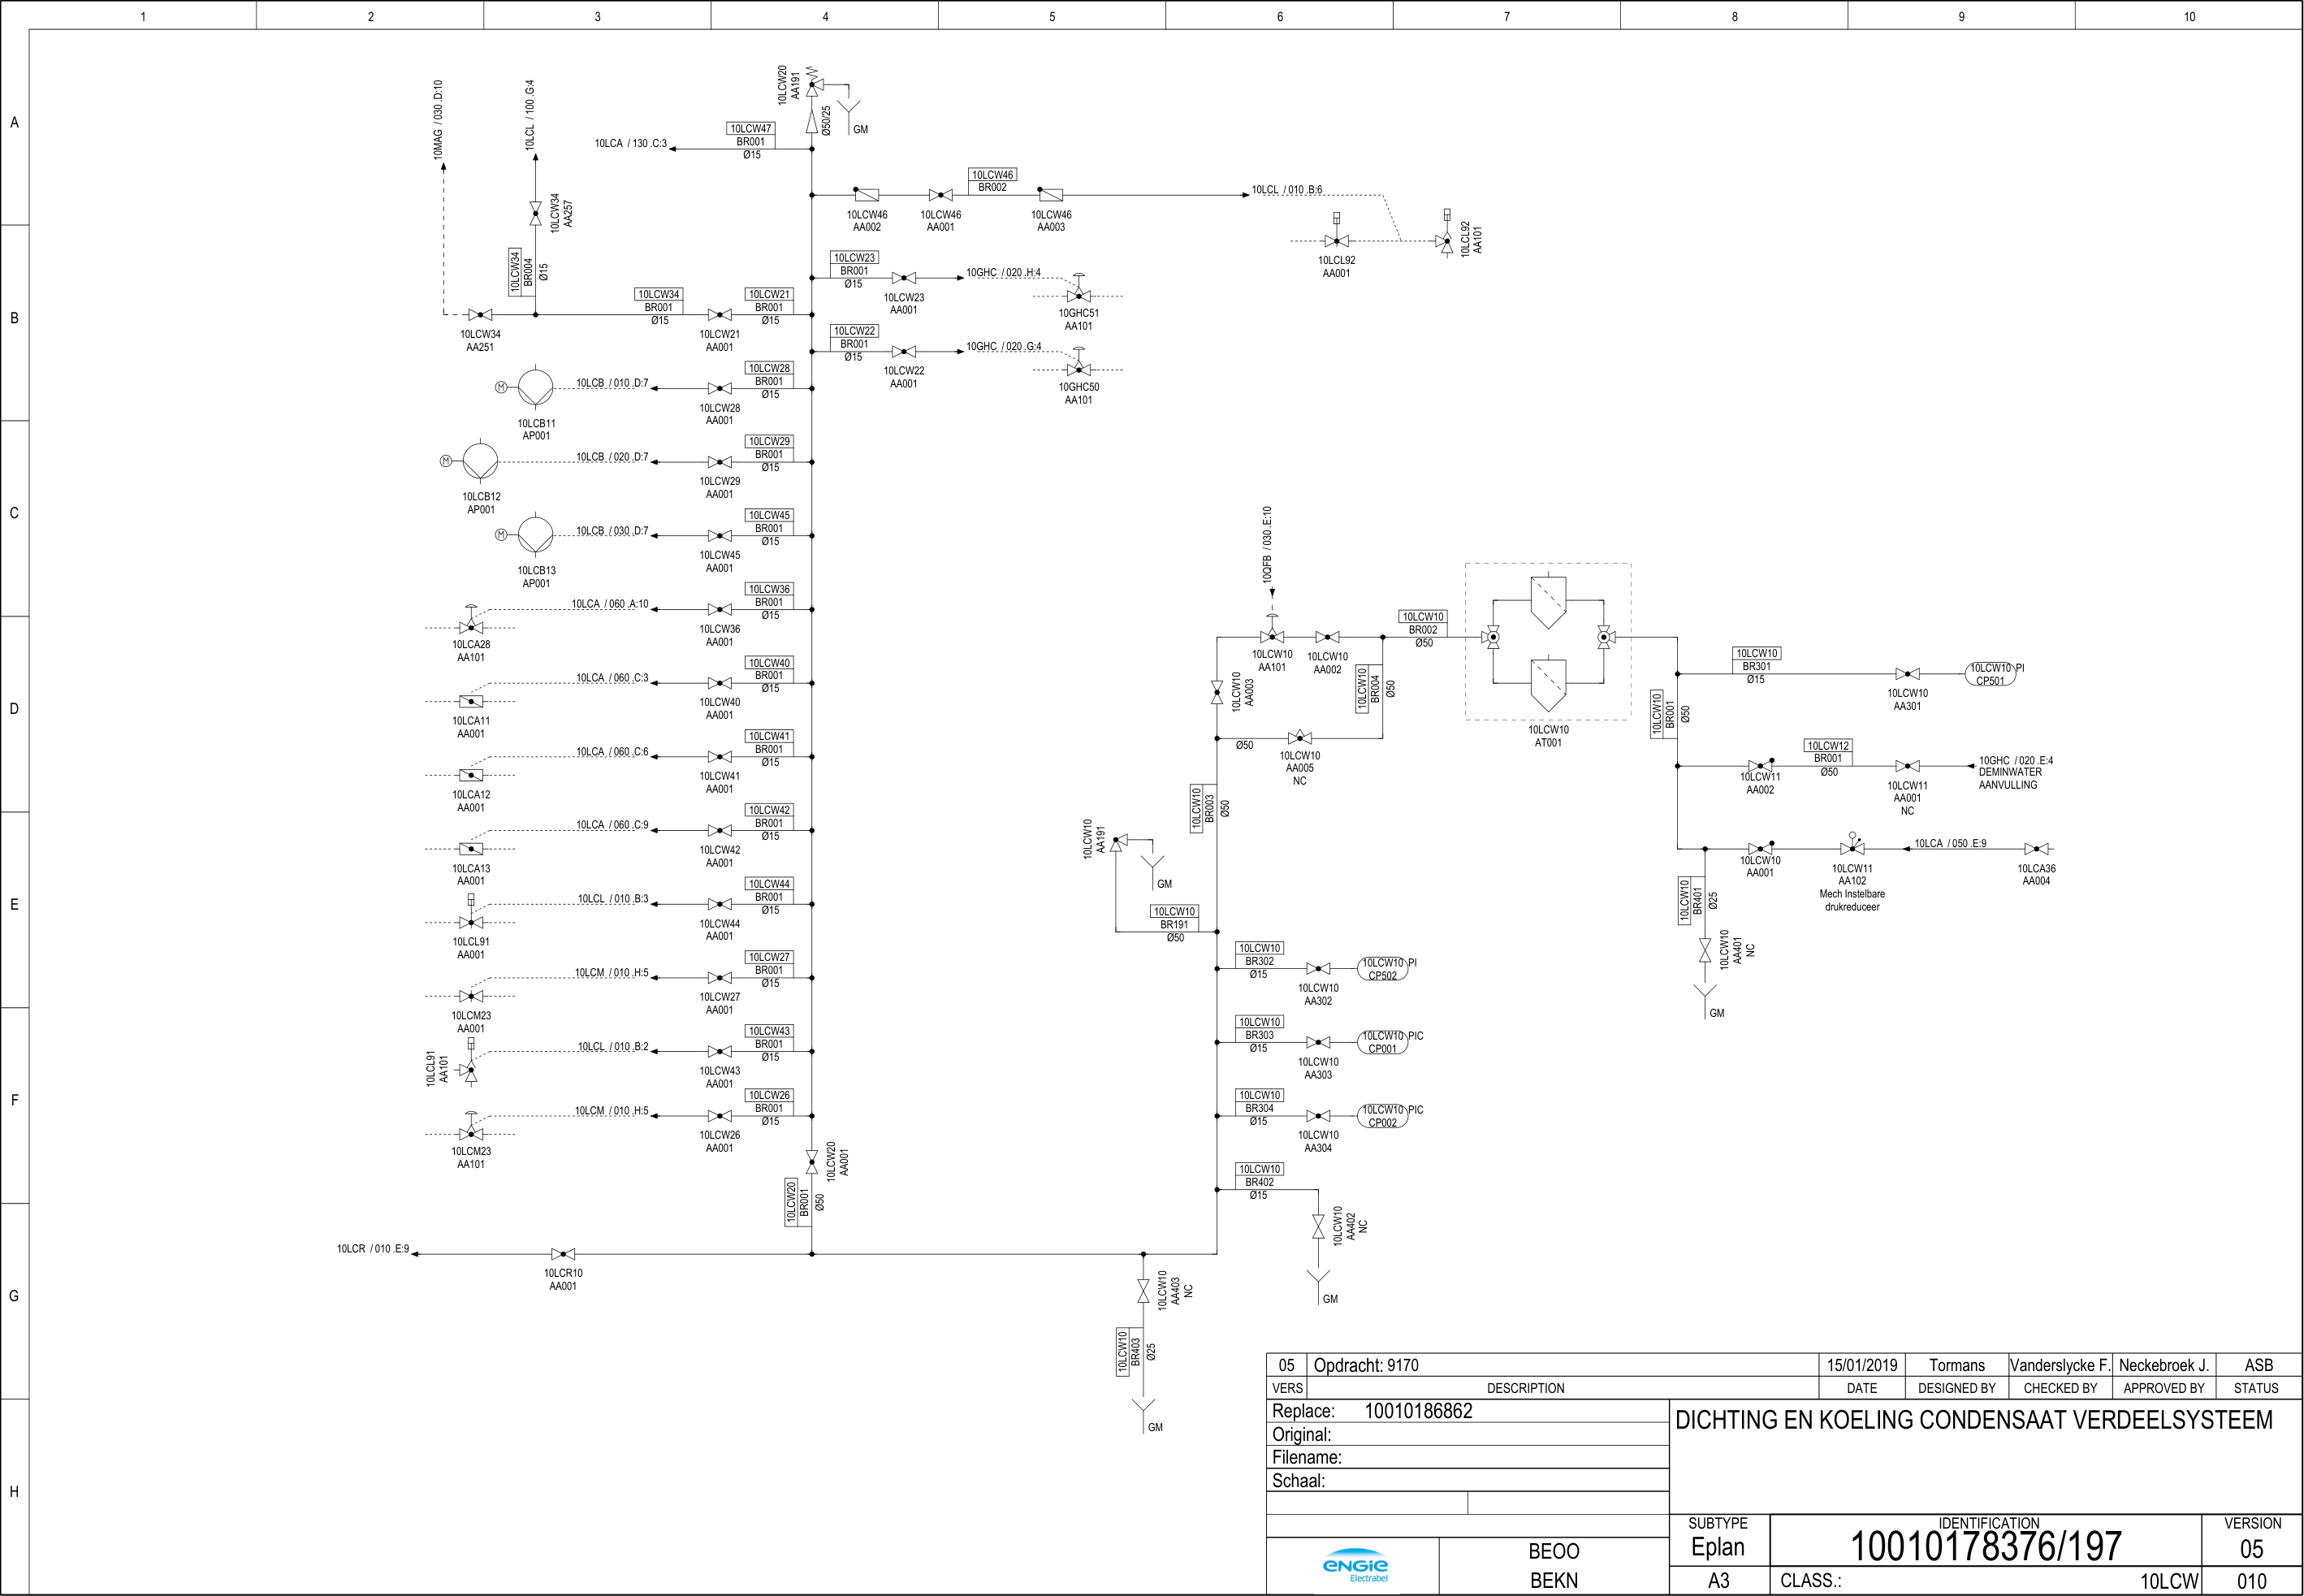 1 2 3 4 5 6 7 8 9 10
A
B
C
D
E
F
G
H
10MAG / 030 .D:10
10LCL / 100 .G:4
10LCW20
AA191
Ø50/25
GM
10LCA / 130 .C:3
10LCW47
BR001
Ø15
10LCW34
AA257
10LCW34
BR004
Ø15
10LCW46
AA002
10LCW46
AA001
10LCW46
BR002
10LCW46
AA003
10LCL / 010 .B:6
10LCL92
AA001
10LCL92
AA101
10LCW23
BR001
Ø15
10LCW23
AA001
10GHC / 020 .H:4
10GHC51
AA101
10LCW34
AA251
10LCW34
BR001
Ø15
10LCW21
AA001
10LCW21
BR001
Ø15
10LCW22
BR001
Ø15
10LCW22
AA001
10GHC / 020 .G:4
10GHC50
AA101
M
10LCB11
AP001
10LCB / 010 .D:7
10LCW28
AA001
10LCW28
BR001
Ø15
M
10LCB12
AP001
10LCB / 020 .D:7
10LCW29
AA001
10LCW29
BR001
Ø15
M
10LCB13
AP001
10LCB / 030 .D:7
10LCW45
AA001
10LCW45
BR001
Ø15
10LCA28
AA101
10LCA / 060 .A:10
10LCW36
AA001
10LCW36
BR001
Ø15
10LCA11
AA001
10LCA / 060 .C:3
10LCW40
AA001
10LCW40
BR001
Ø15
10LCA12
AA001
10LCA / 060 .C:6
10LCW41
AA001
10LCW41
BR001
Ø15
10LCA13
AA001
10LCA / 060 .C:9
10LCW42
AA001
10LCW42
BR001
Ø15
10LCL91
AA001
10LCL / 010 .B:3
10LCW44
AA001
10LCW44
BR001
Ø15
10LCM23
AA001
10LCM / 010 .H:5
10LCW27
AA001
10LCW27
BR001
Ø15
10LCL91
AA101
10LCL / 010 .B:2
10LCW43
AA001
10LCW43
BR001
Ø15
10LCM23
AA101
10LCM / 010 .H:5
10LCW26
AA001
10LCW26
BR001
Ø15
10LCW20
AA001
10LCW20
BR001
Ø50
10LCR / 010 .E:9
10LCR10
AA001
10QFB / 030 .E:10
10LCW10
AA101
10LCW10
AA002
10LCW10
BR002
Ø50
10LCW10
AA003
10LCW10
BR004
Ø50
Ø50
10LCW10
AA005
NC
10LCW10
AT001
10LCW10
BR003
Ø50
10LCW10
AA191
GM
10LCW10
BR191
Ø50
10LCW10
BR302
Ø15
10LCW10
AA302
10LCW10
CP502
PI
10LCW10
BR303
Ø15
10LCW10
AA303
10LCW10
CP001
PIC
10LCW10
BR304
Ø15
10LCW10
AA304
10LCW10
CP002
PIC
10LCW10
BR402
Ø15
10LCW10
AA402
NC
GM
10LCW10
AA403
NC
10LCW10
BR403
Ø25
GM
10LCW10
BR001
Ø50
10LCW10
BR301
Ø15
10LCW10
AA301
10LCW10
CP501
PI
10LCW11
AA002
10LCW12
BR001
Ø50
10LCW11
AA001
NC
10GHC / 020 .E:4
DEMINWATER
AANVULLING
10LCW10
AA001
10LCW11
AA102
Mech Instelbare
drukreduceer
10LCA / 050 .E:9
10LCA36
AA004
10LCW10
BR401
Ø25
10LCW10
AA401
NC
GM
05 Opdracht: 9170 15/01/2019 Tormans Vanderslycke F. Neckebroek J. ASB
VERS DESCRIPTION DATE DESIGNED BY CHECKED BY APPROVED BY STATUS
Replace: 10010186862
Original:
Filename:
Schaal:
DICHTING EN KOELING CONDENSAAT VERDEELSYSTEEM
ENGIE
Electrabel
BEOO
BEKN
SUBTYPE
Eplan
A3
IDENTIFICATION
10010178376/197
CLASS.: 10LCW
VERSION
05
010